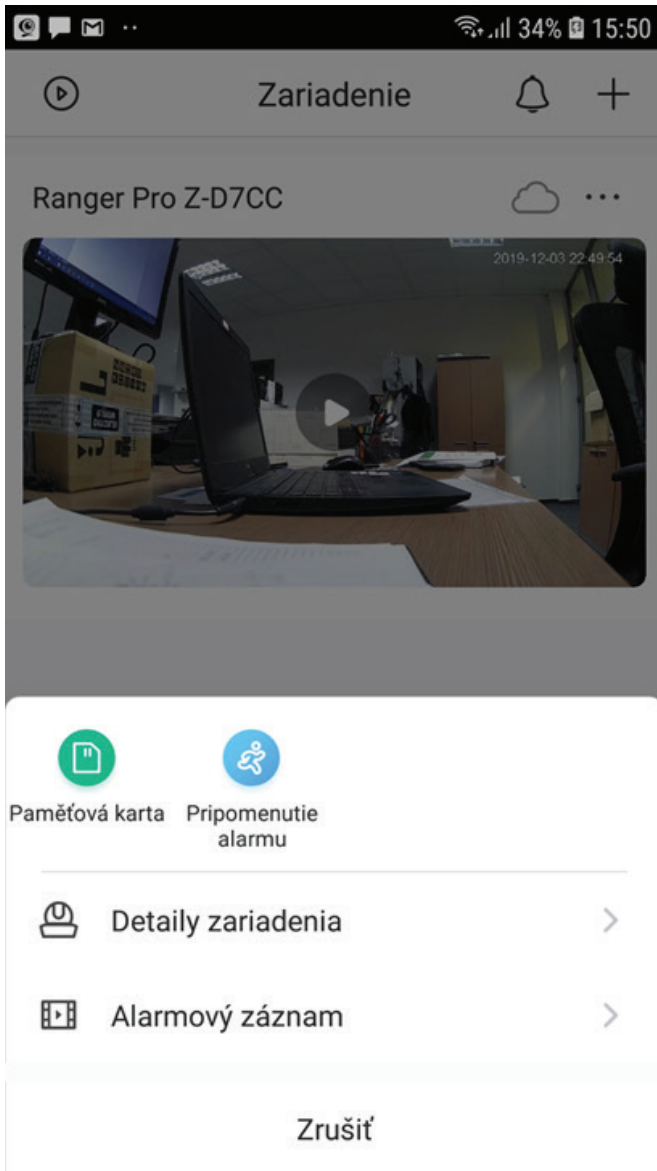 34% 15:50
Zariadenie
Ranger Pro Z-D7CC
2019-12-03 22:49:54
Paměťová karta
Pripomenutie
alarmu
Detaily zariadenia
Alarmový záznam
Zrušiť